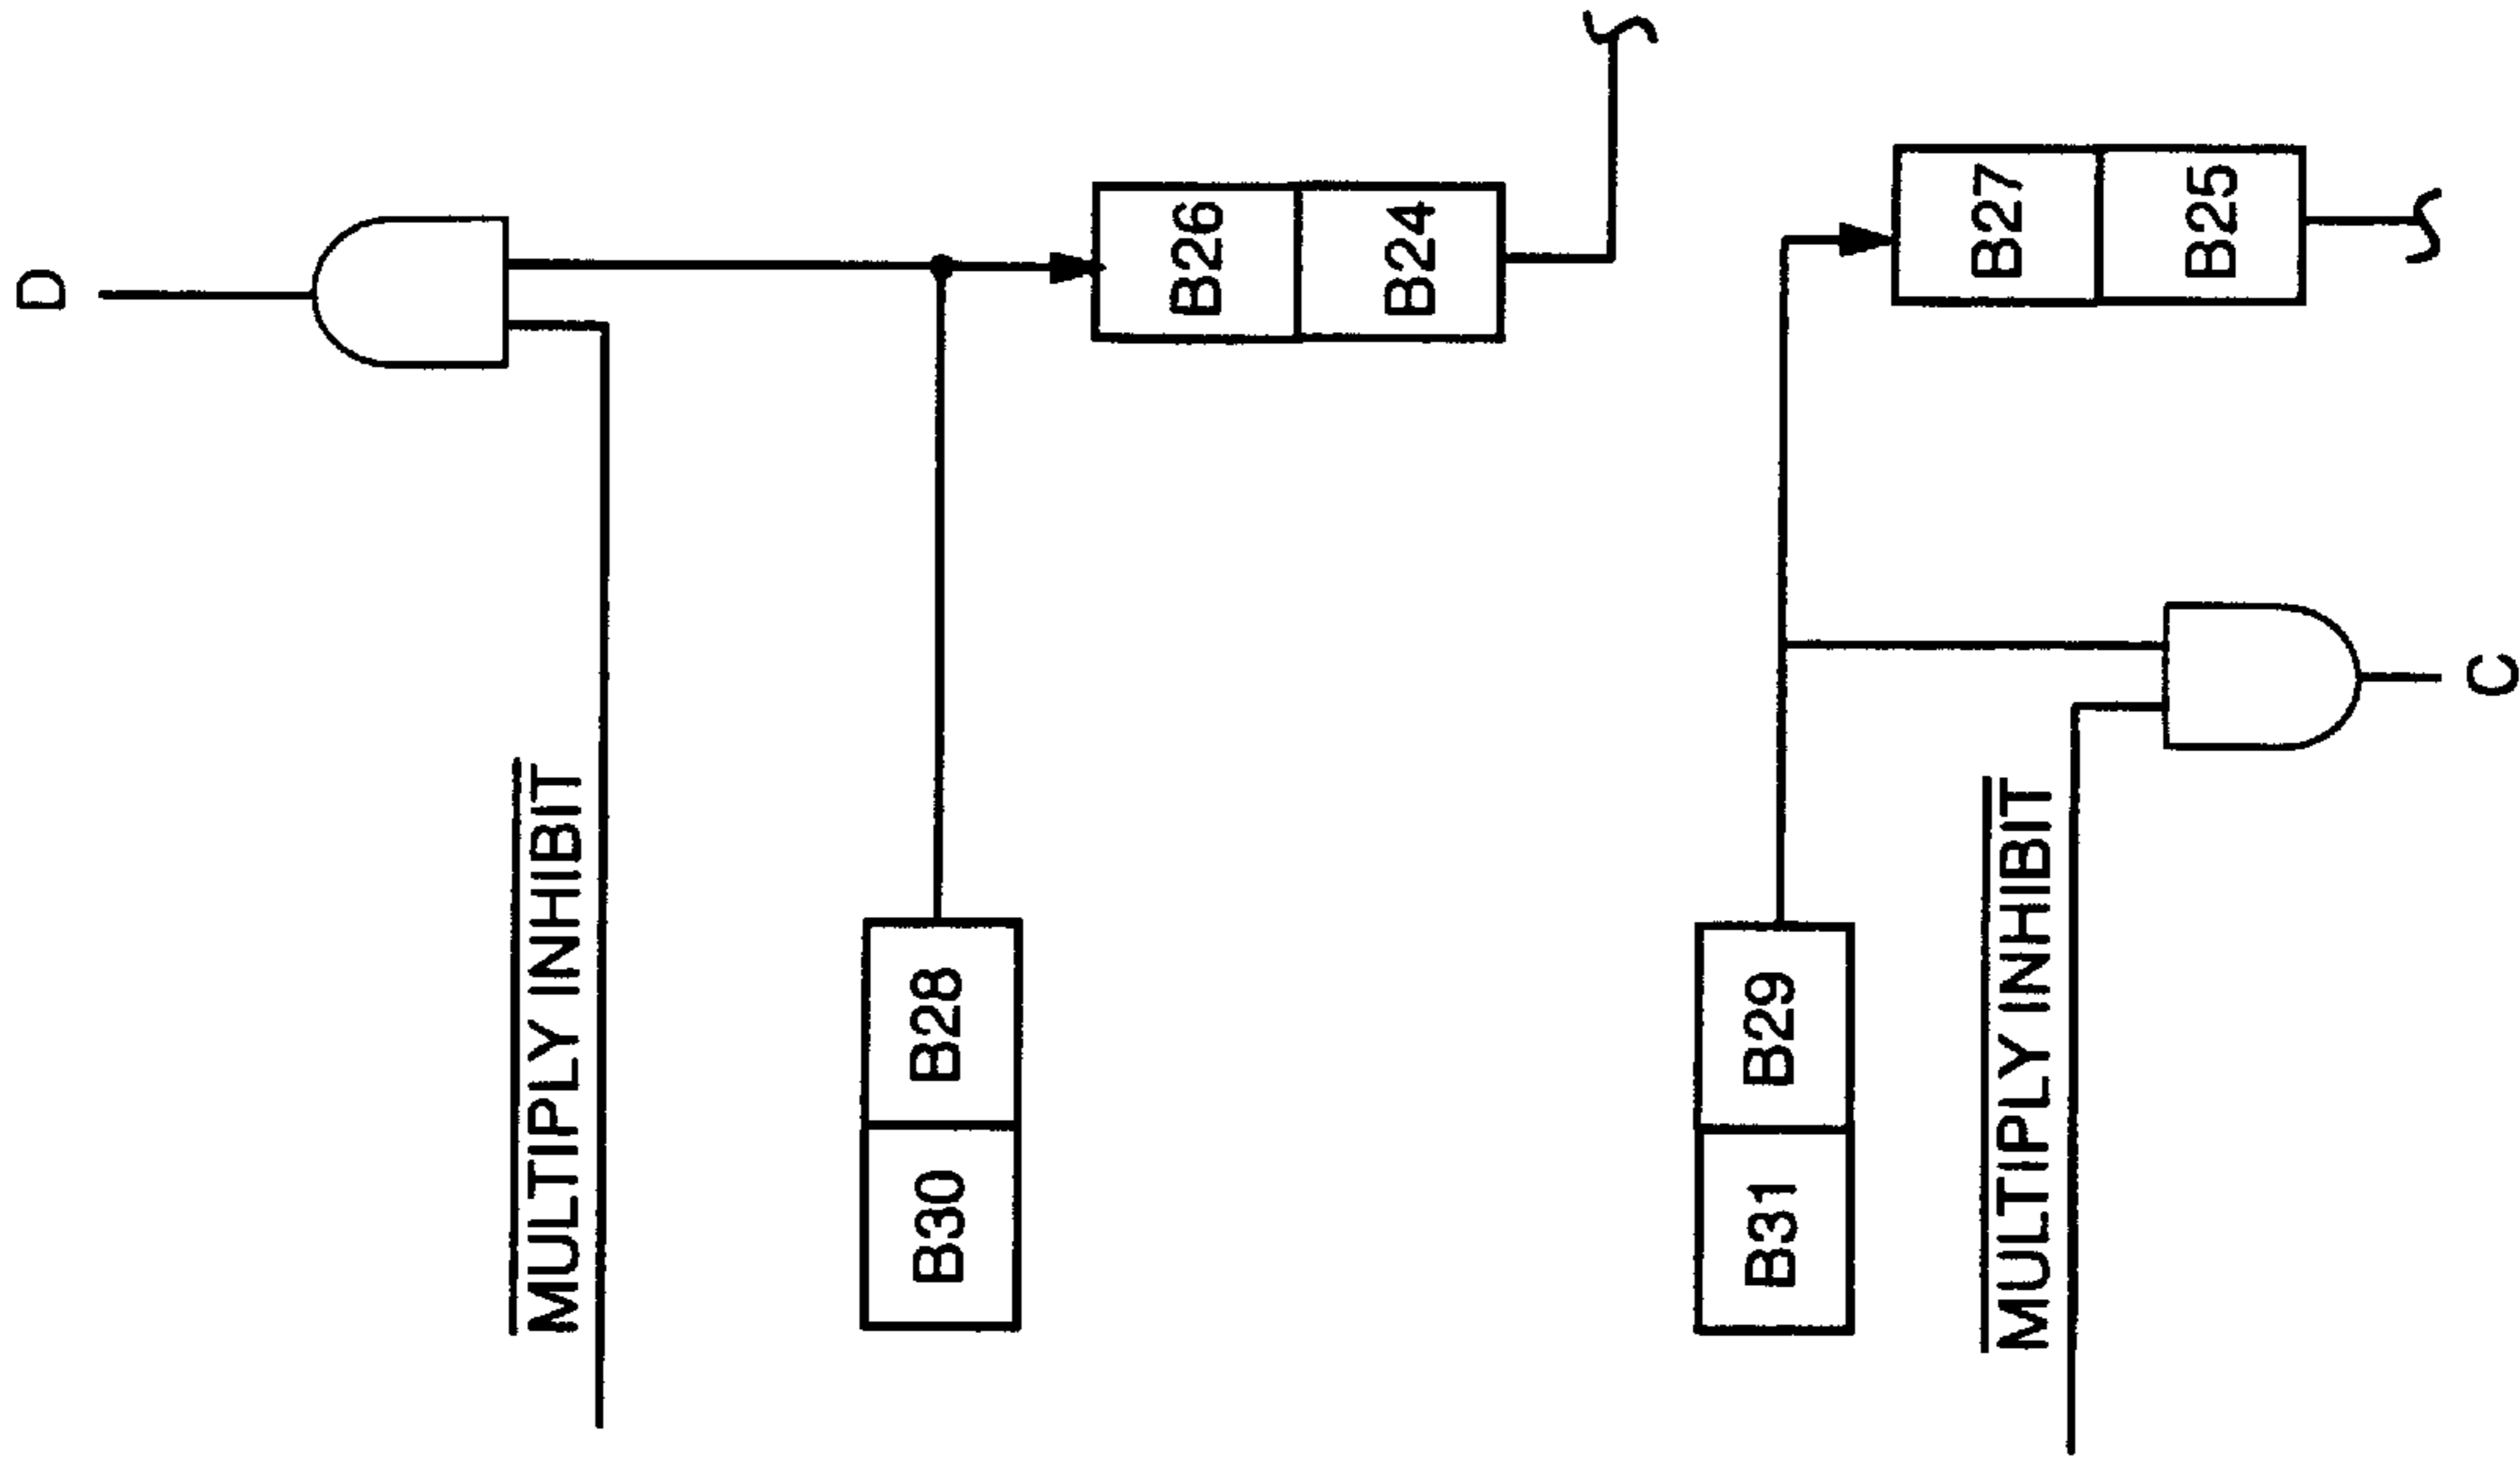 D
MULTIPLY INHIBIT
B30 B28
B26
B24
B31 B29
B27
B25
MULTIPLY INHIBIT
C